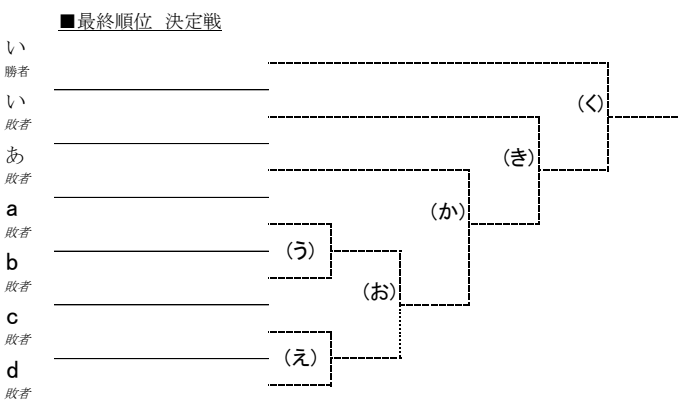 ■最終順位 決定戦
い
勝者
(く)
い
敗者
(き)
あ
敗者
(か)
a
敗者
(う)
b
敗者
(お)
c
敗者
(え)
d
敗者